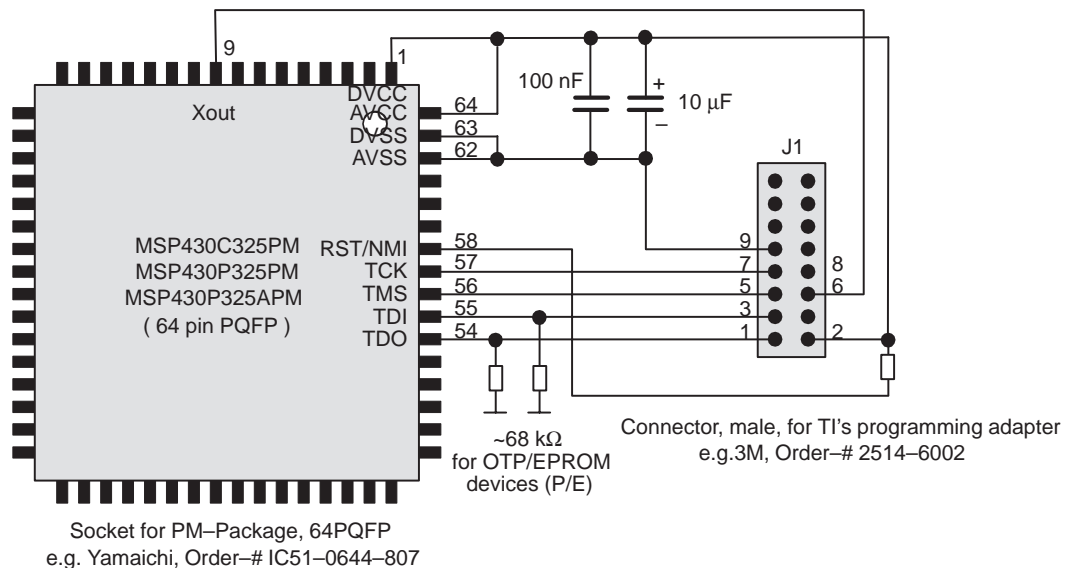 9
1
DVCC
Xout
AVCC
64
DVSS
63
AVSS
62
100 nF
+
10 μF
–
J1
MSP430C325PM
MSP430P325PM
MSP430P325APM
( 64 pin PQFP )
RST/NMI
58
9
TCK
57
7
8
TMS
56
5
6
TDI
55
3
TDO
54
1
2
~68 kΩ
for OTP/EPROM
devices (P/E)
Connector, male, for TI's programming adapter
e.g.3M, Order–# 2514–6002
Socket for PM–Package, 64PQFP
e.g. Yamaichi, Order–# IC51–0644–807